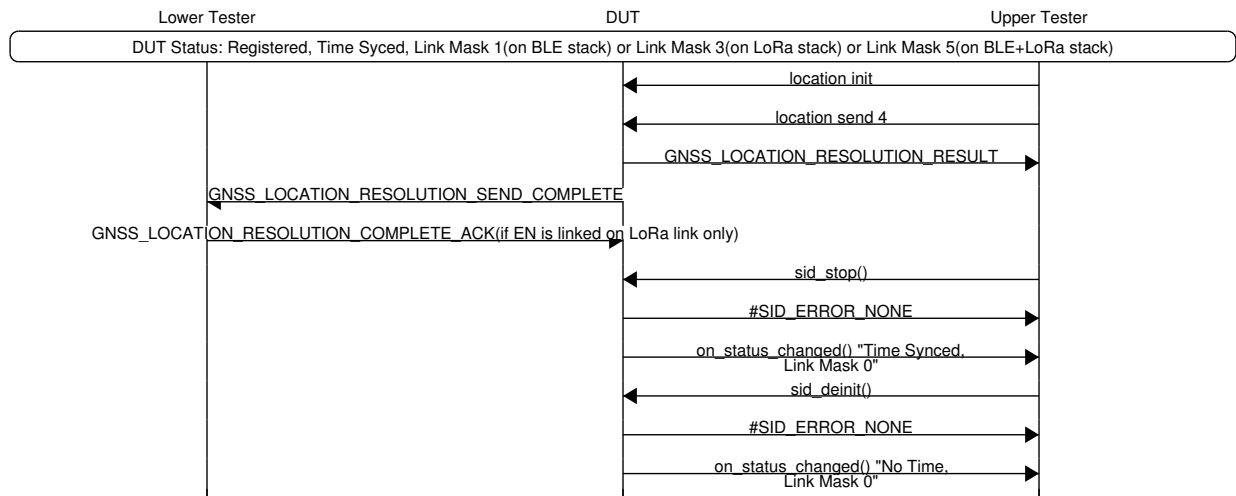 Lower Tester DUT Upper Tester
DUT Status: Registered, Time Syced, Link Mask 1(on BLE stack) or Link Mask 3(on LoRa stack) or Link Mask 5(on BLE+LoRa stack)
location init
location send 4
GNSS_LOCATION_RESOLUTION_RESULT
GNSS_LOCATION_RESOLUTION_SEND_COMPLETE
GNSS_LOCATION_RESOLUTION_COMPLETE_ACK(if EN is linked on LoRa link only)
sid_stop()
#SID_ERROR_NONE
on_status_changed() "Time Synced,
Link Mask 0"
sid_deinit()
#SID_ERROR_NONE
on_status_changed() "No Time,
Link Mask 0"